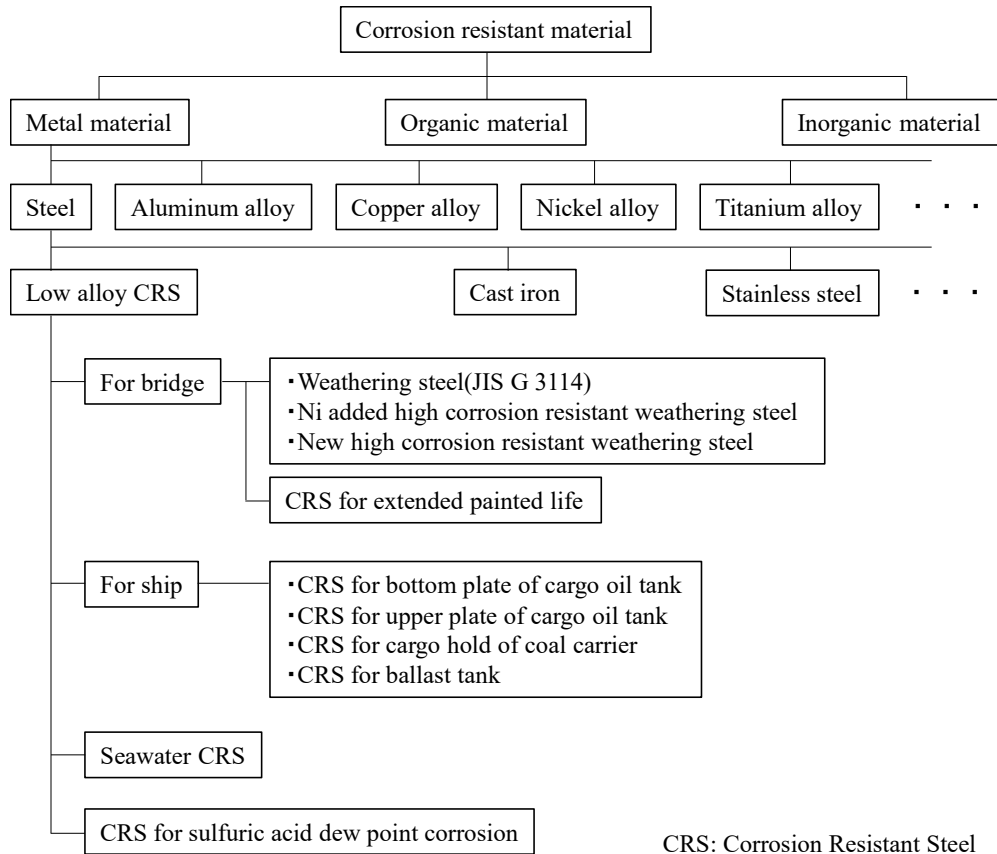 Corrosion resistant material
Metal material
Organic material
Inorganic material
Steel
Aluminum alloy
Copper alloy
Nickel alloy
Titanium alloy
・ ・ ・
Low alloy CRS
Cast iron
Stainless steel
・ ・ ・
For bridge
・Weathering steel(JIS G 3114)
・Ni added high corrosion resistant weathering steel
・New high corrosion resistant weathering steel
CRS for extended painted life
For ship
・CRS for bottom plate of cargo oil tank
・CRS for upper plate of cargo oil tank
・CRS for cargo hold of coal carrier
・CRS for ballast tank
Seawater CRS
CRS for sulfuric acid dew point corrosion
CRS: Corrosion Resistant Steel